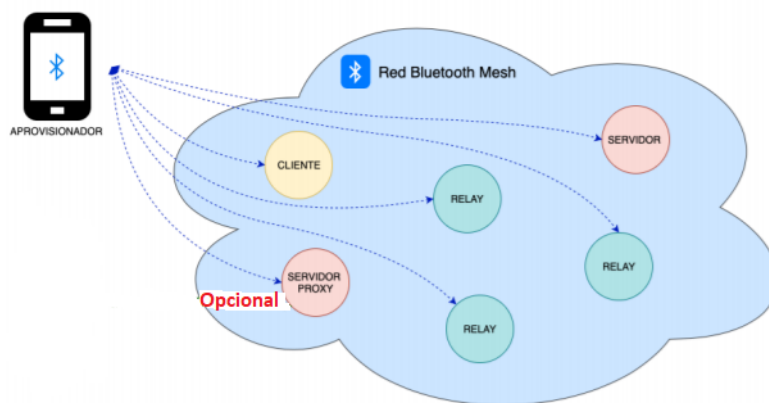 Red Bluetooth Mesh
APROVISIONADOR
SERVIDOR
CLIENTE
RELAY
RELAY
SERVIDOR
PROXY
Opcional
RELAY